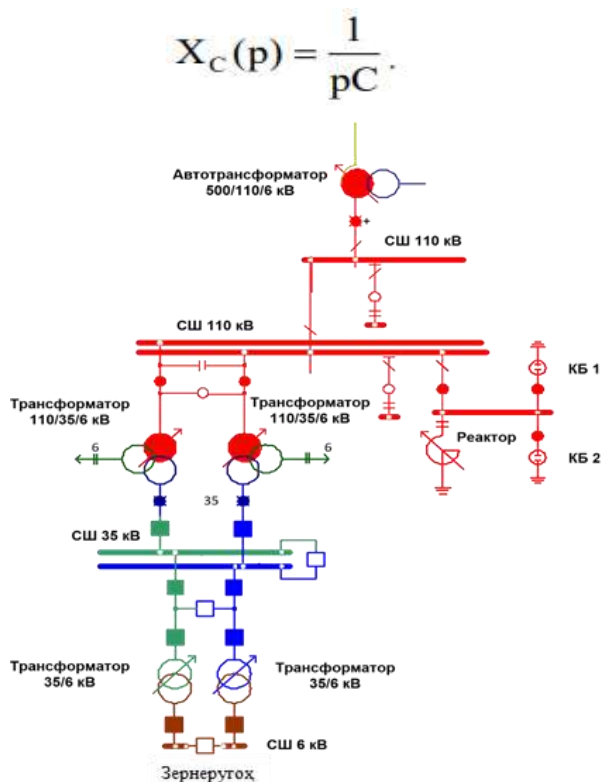 X_C(p) = 1/pC.
Автотрансформатор
500/110/6 кВ
+
СШ 110 кВ
СШ 110 кВ
КБ 1
Трансформатор
110/35/6 кВ
Трансформатор
110/35/6 кВ
Реактор
6
6
КБ 2
35
СШ 35 кВ
Трансформатор
35/6 кВ
Трансформатор
35/6 кВ
СШ 6 кВ
Зернеругох